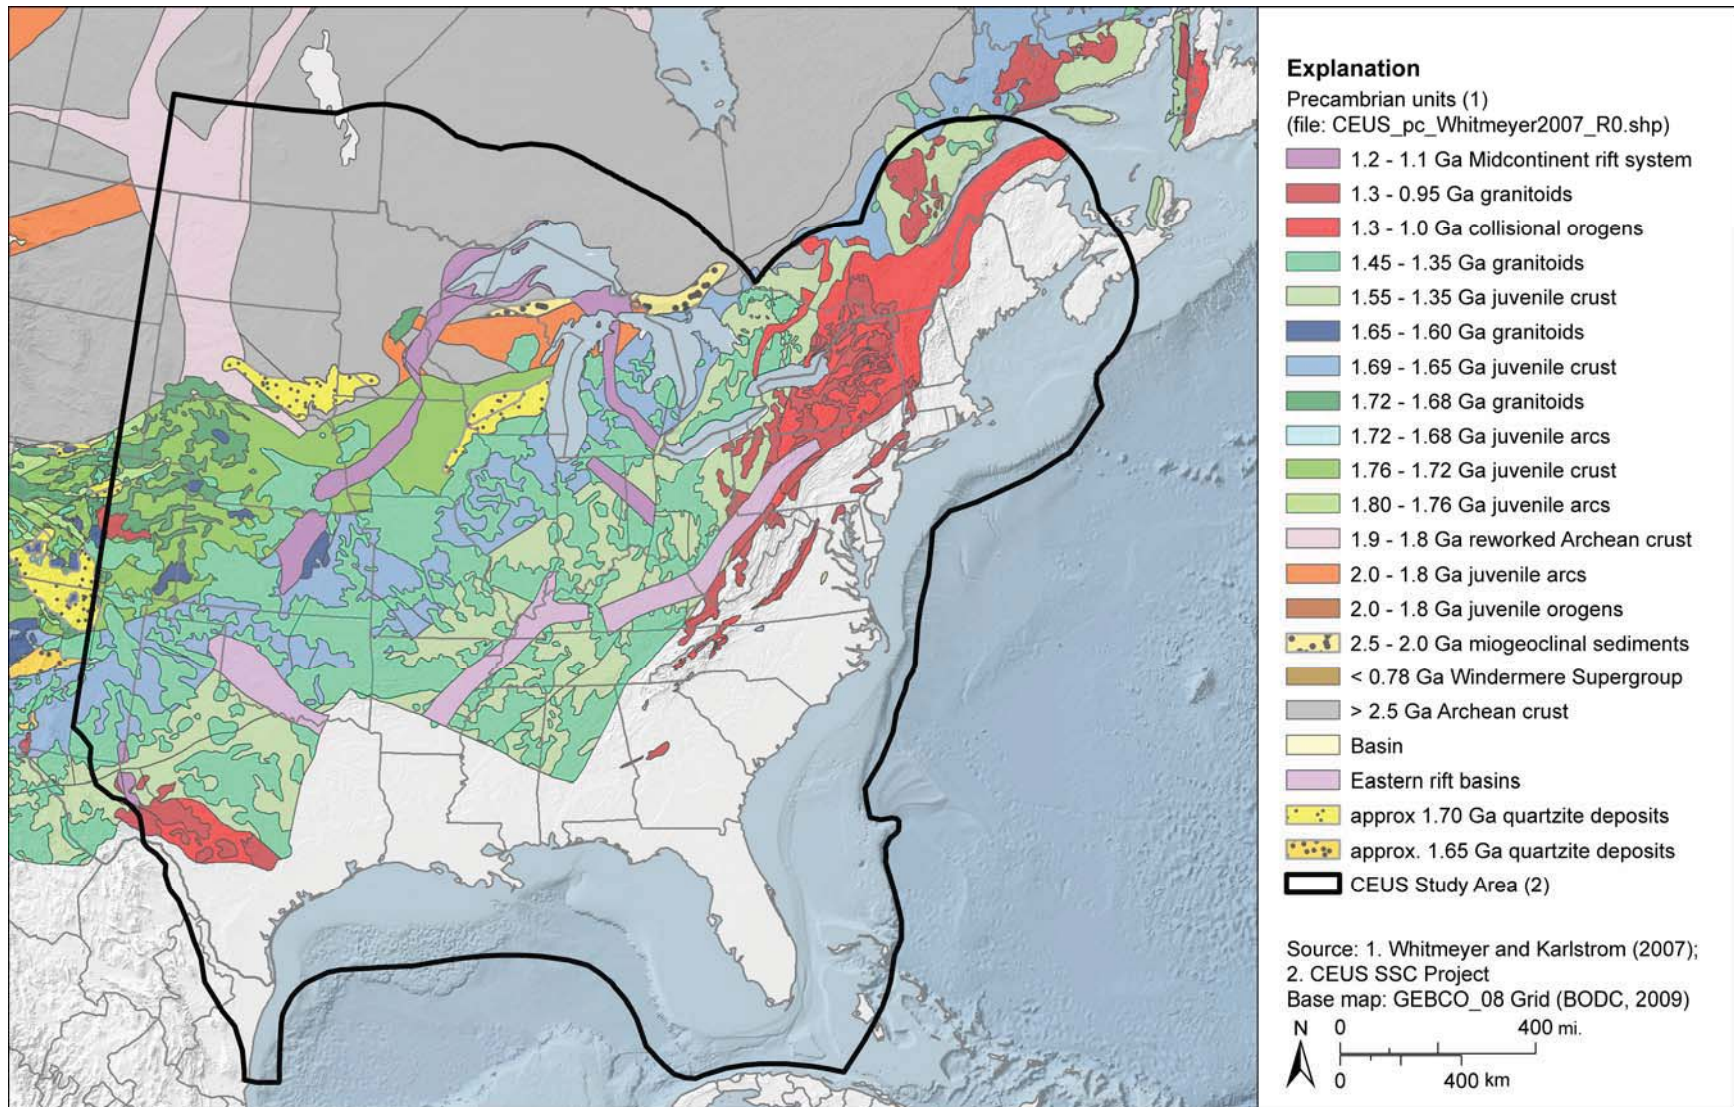 Explanation
Precambrian units (1)
(file: CEUS_pc_Whitmeyer2007_R0.shp)
1.2 - 1.1 Ga Midcontinent rift system
1.3 - 0.95 Ga granitoids
1.3 - 1.0 Ga collisional orogens
1.45 - 1.35 Ga granitoids
1.55 - 1.35 Ga juvenile crust
1.65 - 1.60 Ga granitoids
1.69 - 1.65 Ga juvenile crust
1.72 - 1.68 Ga granitoids
1.72 - 1.68 Ga juvenile arcs
1.76 - 1.72 Ga juvenile crust
1.80 - 1.76 Ga juvenile arcs
1.9 - 1.8 Ga reworked Archean crust
2.0 - 1.8 Ga juvenile arcs
2.0 - 1.8 Ga juvenile orogens
2.5 - 2.0 Ga miogeoclinal sediments
< 0.78 Ga Windermere Supergroup
> 2.5 Ga Archean crust
Basin
Eastern rift basins
approx 1.70 Ga quartzite deposits
approx. 1.65 Ga quartzite deposits
CEUS Study Area (2)
Source: 1. Whitmeyer and Karlstrom (2007);
2. CEUS SSC Project
Base map: GEBCO_08 Grid (BODC, 2009)
N 0 400 mi.
0 400 km